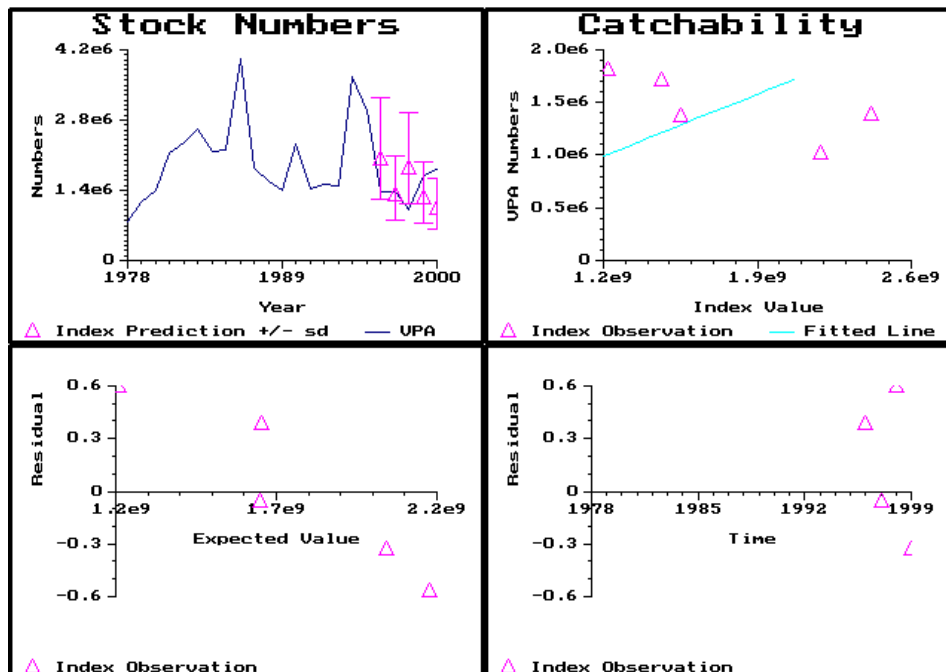 Stock Numbers
4.2e6
2.8e6
1.4e6
0
Numbers
1978 1989 2000
Year
Index Prediction +/- sd VPA
Catchability
2.0e6
1.5e6
1.0e6
0.5e6
0
VPA Numbers
1.2e9 1.9e9 2.6e9
Index Value
Index Observation Fitted Line
0.6
0.3
0
-0.3
-0.6
Residual
1.2e9 1.7e9 2.2e9
Expected Value
Index Observation
0.6
0.3
0
-0.3
-0.6
Residual
1978 1985 1992 1999
Time
Index Observation